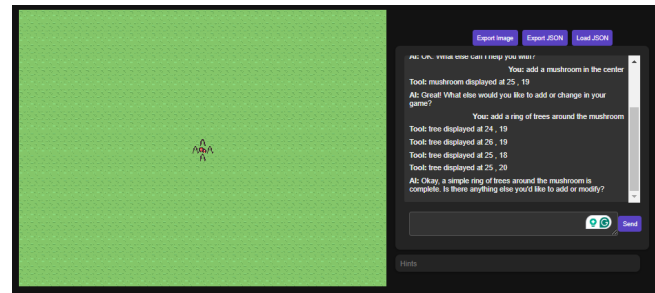 Export Image Export JSON Load JSON
AI: OK. What else can I help you with?
You: add a mushroom in the center
Tool: mushroom displayed at 25 , 19
AI: Great! What else would you like to add or change in your
game?
You: add a ring of trees around the mushroom
Tool: tree displayed at 24 , 19
Tool: tree displayed at 26 , 19
Tool: tree displayed at 25 , 18
Tool: tree displayed at 25 , 20
AI: Okay, a simple ring of trees around the mushroom is
complete. Is there anything else you'd like to add or modify?
Send
Hints